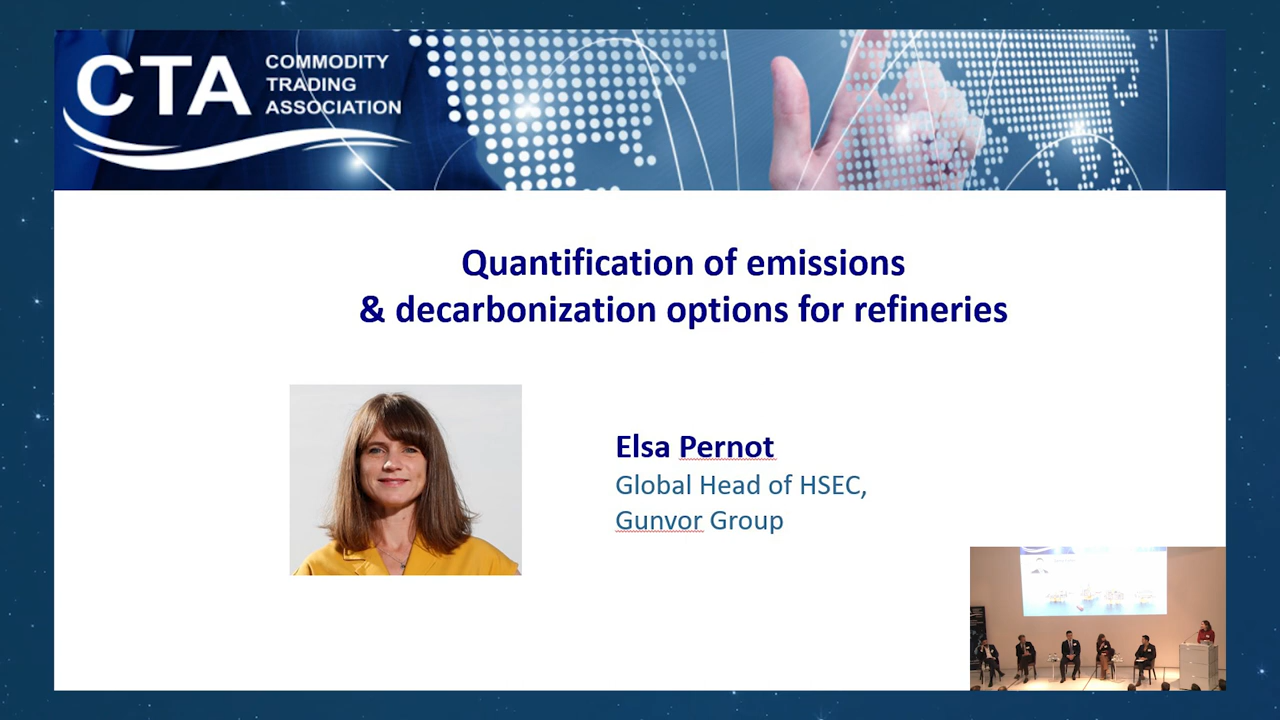 CTA
COMMODITY
TRADING
ASSOCIATION
Quantification of emissions
& decarbonization options for refineries
Elsa Pernot
Global Head of HSEC,
Gunvor Group